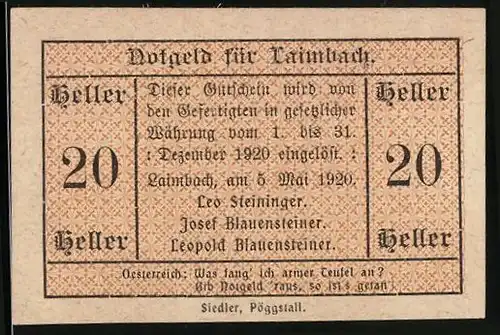 Notgeld für Laimbach.
Heller 20 Heller
Dieser Gutschein wird von
den Gefertigten in gesetzlicher
Währung vom 1. bis 31.
: Dezember 1920 eingelöst. :
Laimbach, am 5 Mai 1920.
Leo Steininger.
Josef Blauensteiner.
Leopold Blauensteiner.
Heller 20 Heller
Oesterreich: Was fang' ich armer Teufel an?
Gib Notgeld 'raus, so ist's getan
Siedler, Pöggstall.